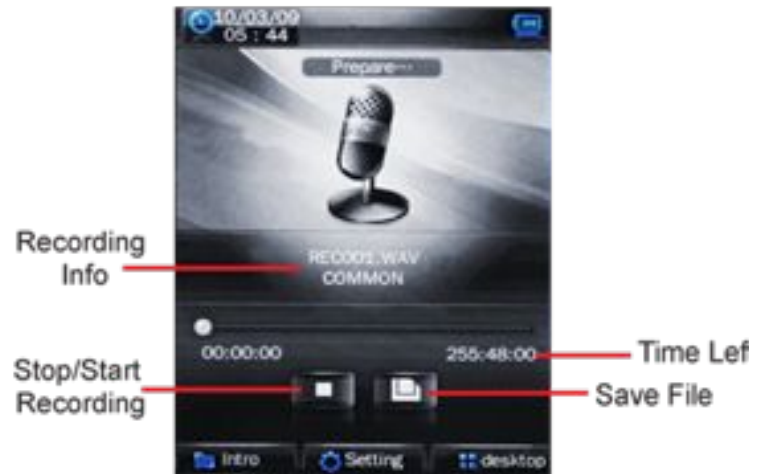 10/03/09
05 : 44
Prepare...
Recording
Info
REC001.WAV
COMMON
00:00:00
255:48:00
Time Lef
Stop/Start
Recording
Save File
Intro
Setting
desktop